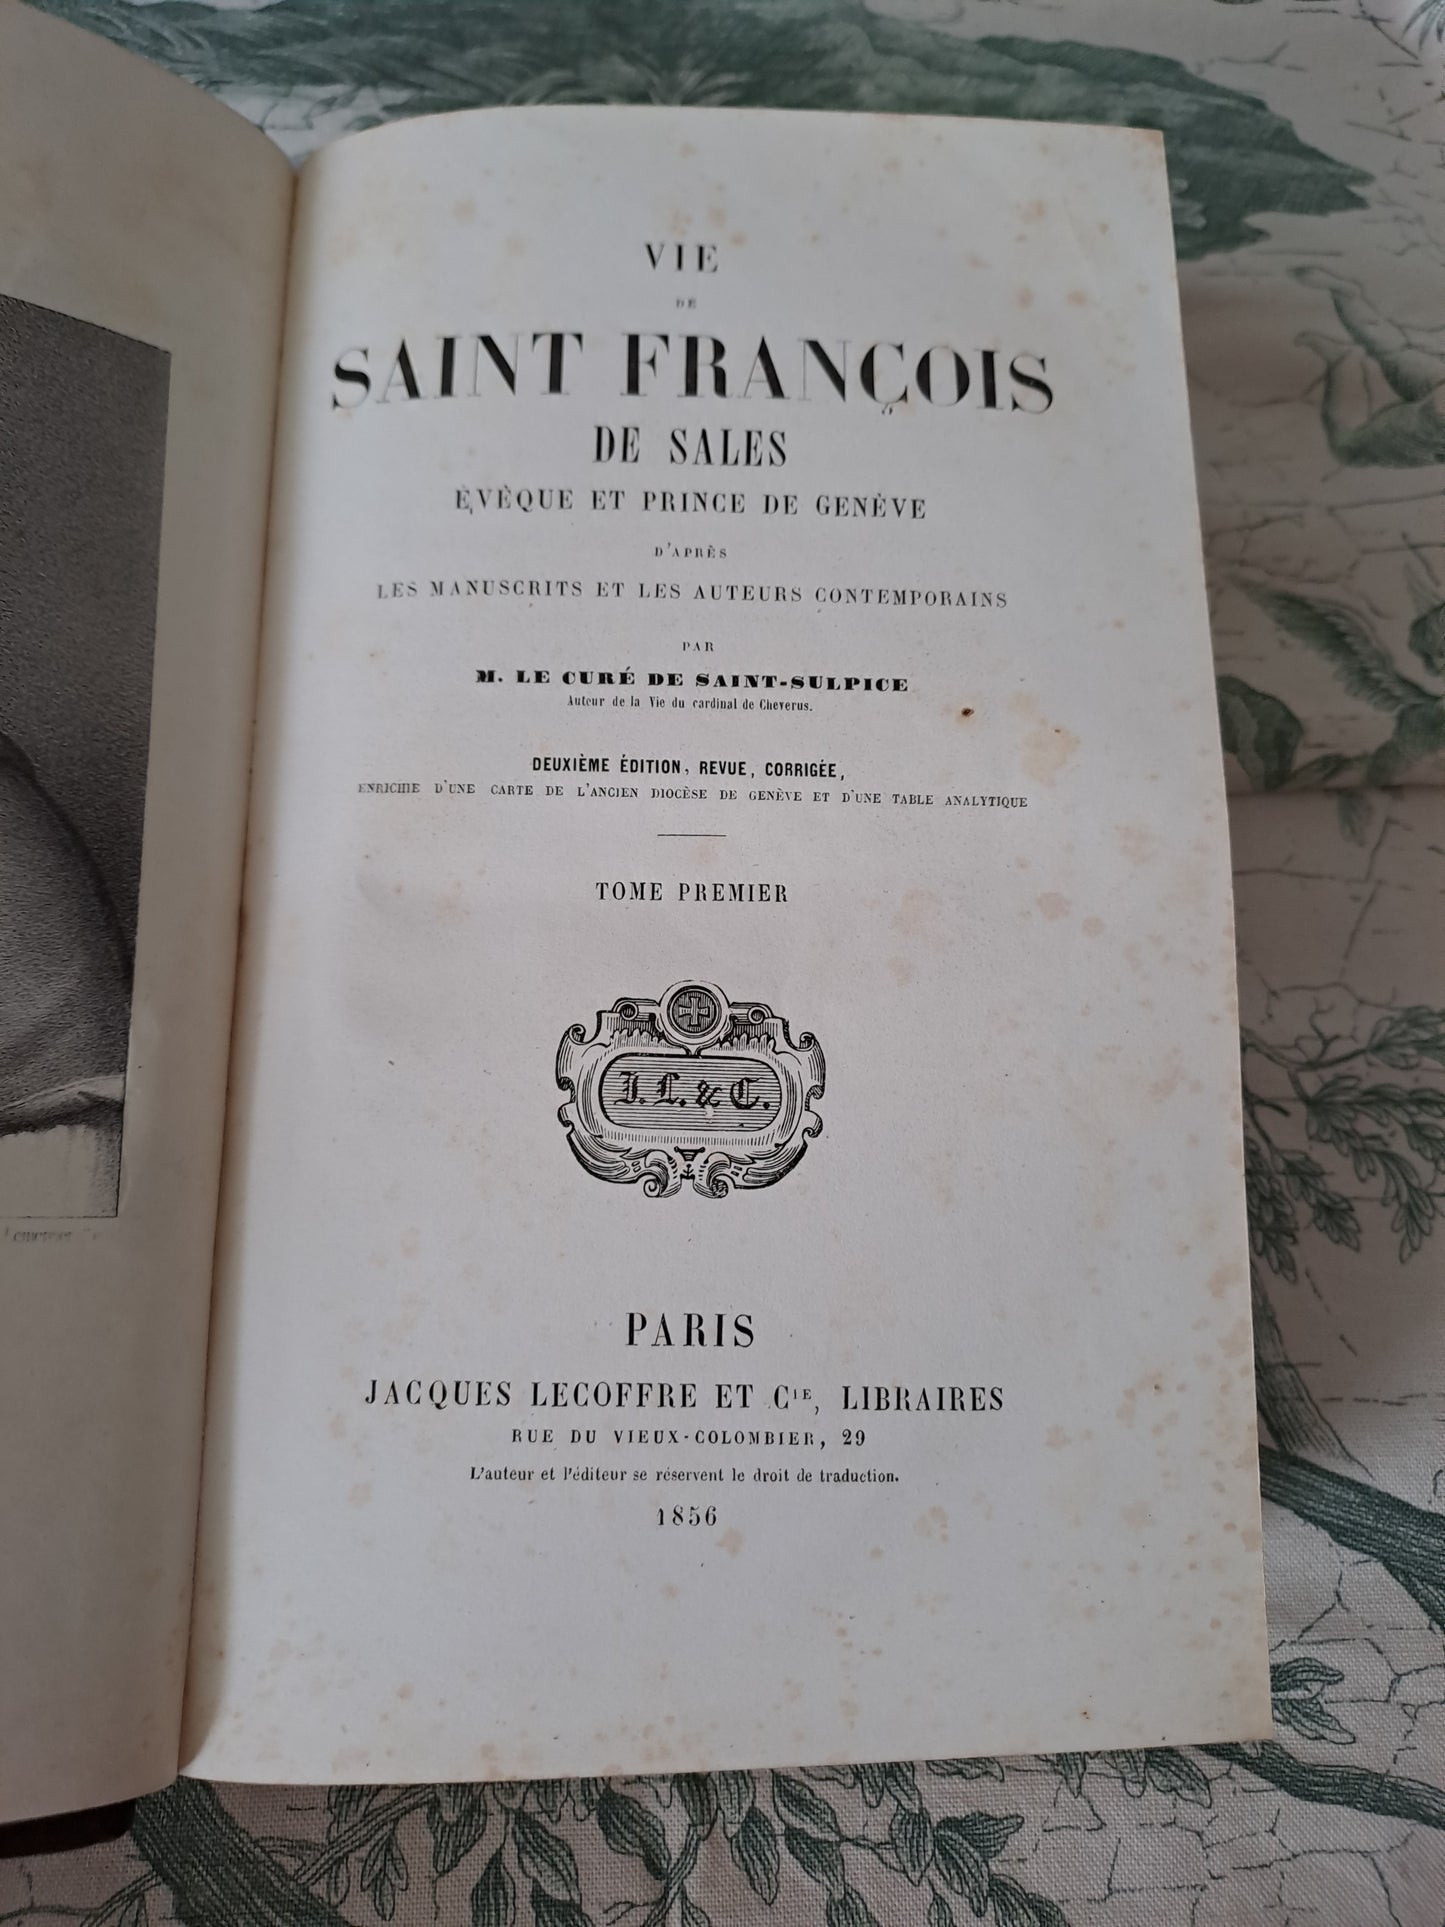 VIE
DE
SAINT FRANÇOIS
DE SALES
ÉVÊQUE ET PRINCE DE GENÈVE
D'APRÈS
LES MANUSCRITS ET LES AUTEURS CONTEMPORAINS
PAR
M. LE CURÉ DE SAINT-SULPICE
Auteur de la Vie du cardinal de Cheverus.
DEUXIÈME ÉDITION, REVUE, CORRIGÉE,
ENRICHIE D'UNE CARTE DE L'ANCIEN DIOCÈSE DE GENÈVE ET D'UNE TABLE ANALYTIQUE
TOME PREMIER
J. L. & C.
PARIS
JACQUES LECOFFRE ET CIE, LIBRAIRES
RUE DU VIEUX-COLOMBIER, 29
L'auteur et l'éditeur se réservent le droit de traduction.
1856